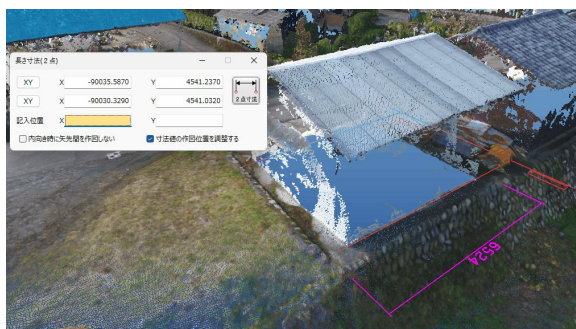 長さ寸法(２点)
XY X -90035.5870 Y 4541.2370
XY X -90030.3290 Y 4541.0320
２点寸法
記入位置 X Y
内向き時に矢先間を作図しない 寸法値の作図位置を調整する
6524